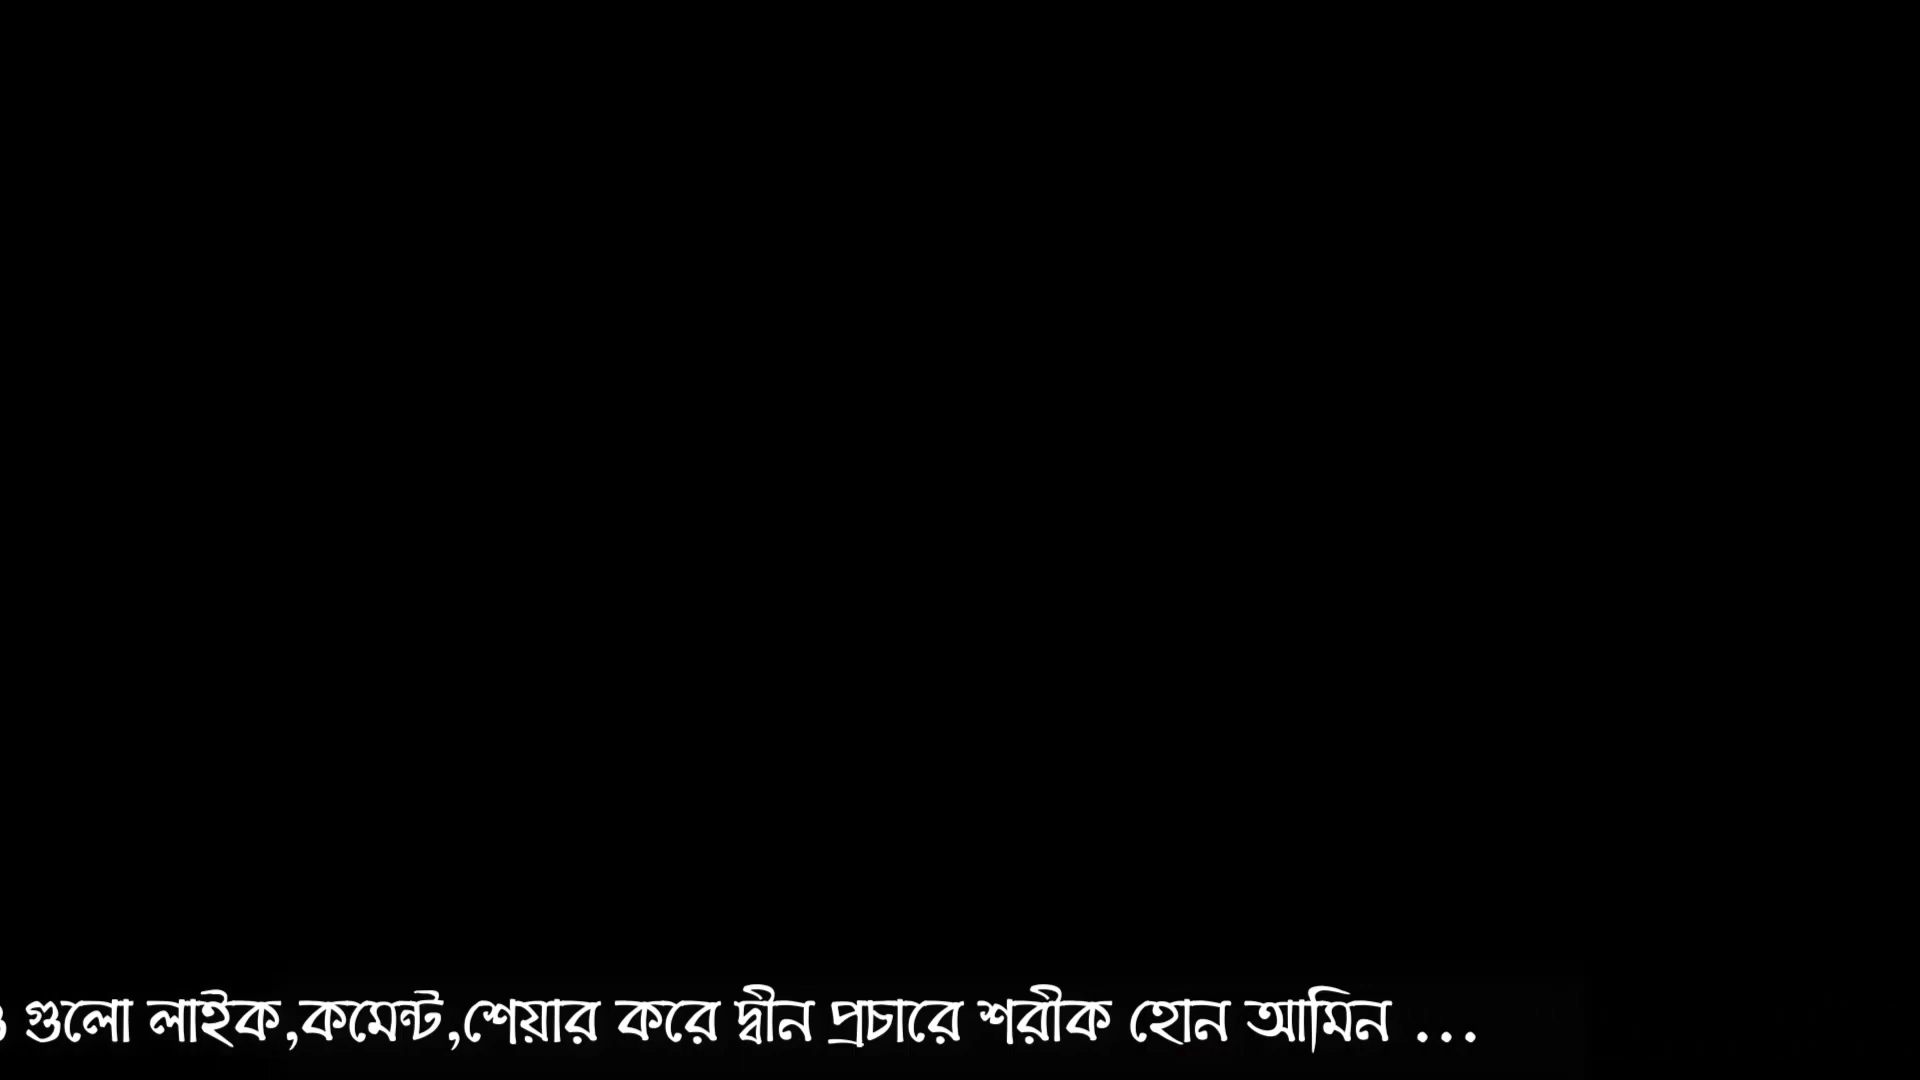 গুলো লাইক,কমেন্ট,শেয়ার করে দ্বীন প্রচারে শরীক হোন আমিন ...